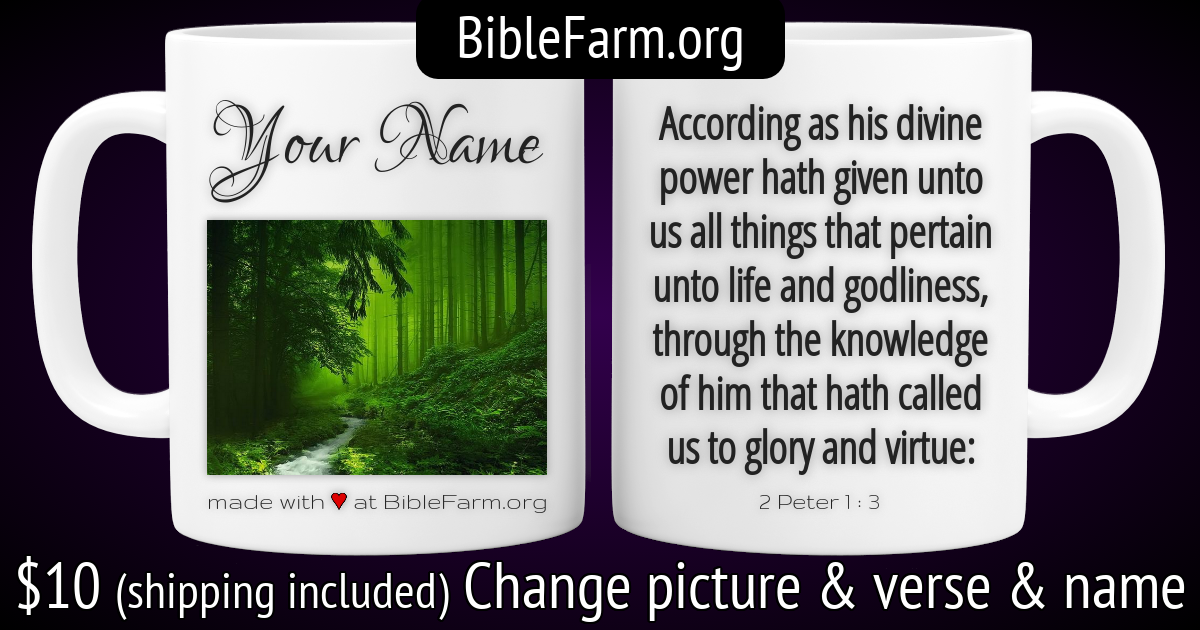 BibleFarm.org
Your Name
made with ♥ at BibleFarm.org
According as his divine
power hath given unto
us all things that pertain
unto life and godliness,
through the knowledge
of him that hath called
us to glory and virtue:
2 Peter 1 : 3
$10 (shipping included) Change picture & verse & name